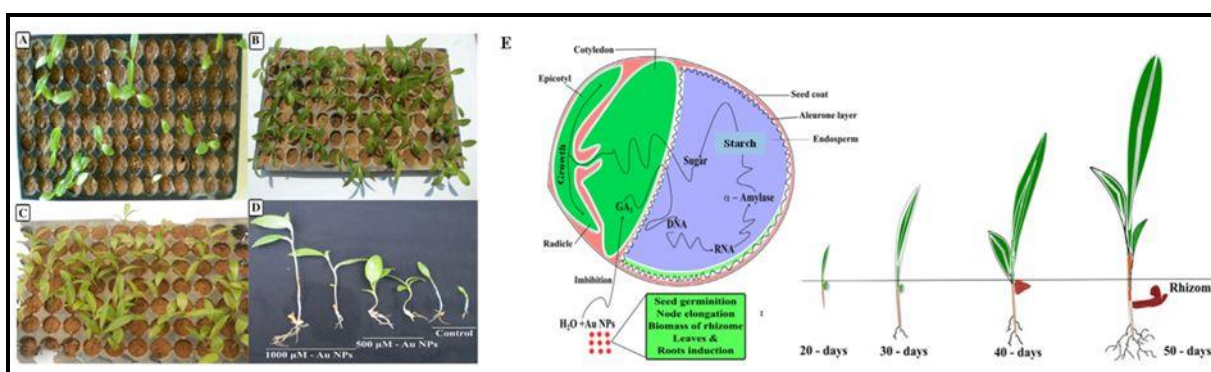 A
B
C
D
Control
500 µM - Au NPs
1000 µM - Au NPs
E
Cotyledon
Epicotyl
Seed coat
Aleurone layer
Endosperm
Starch
Sugar
Growth
α – Amylase
GA₃
DNA
RNA
Radicle
Imbibition
H₂O +Au NPs
Seed germinition
Node elongation
Biomass of rhizome
Leaves &
Roots induction
Rhizom
20 - days
30 - days
40 – days
50 - days